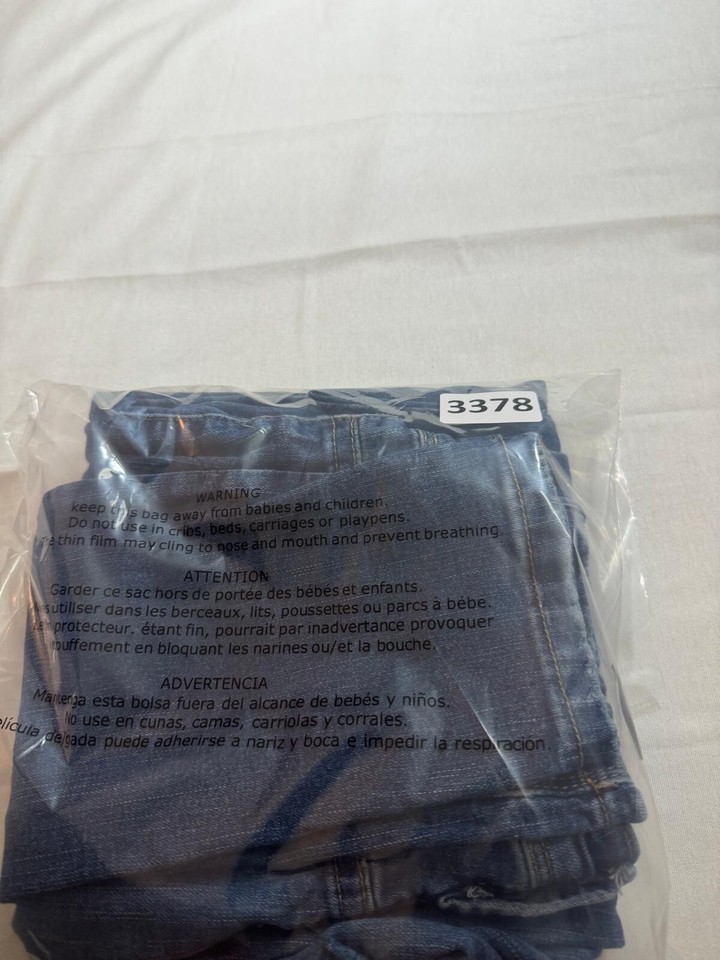 3378
WARNING
keep this bag away from babies and children.
Do not use in cribs, beds, carriages or playpens.
thin film may cling to nose and mouth and prevent breathing
ATTENTION
Garder ce sac hors de portée des bébés et enfants.
utiliser dans les berceaux, lits, poussettes ou parcs à bébe.
protecteur. étant fin, pourrait par inadvertance provoquer
en bloquant les narines ou/et la bouche.
ADVERTENCIA
Mantenga esta bolsa fuera del alcance de bebés y niños.
No use en cunas, camas, carriolas y corrales.
delgada puede adherirse a nariz y boca e impedir la respiración.